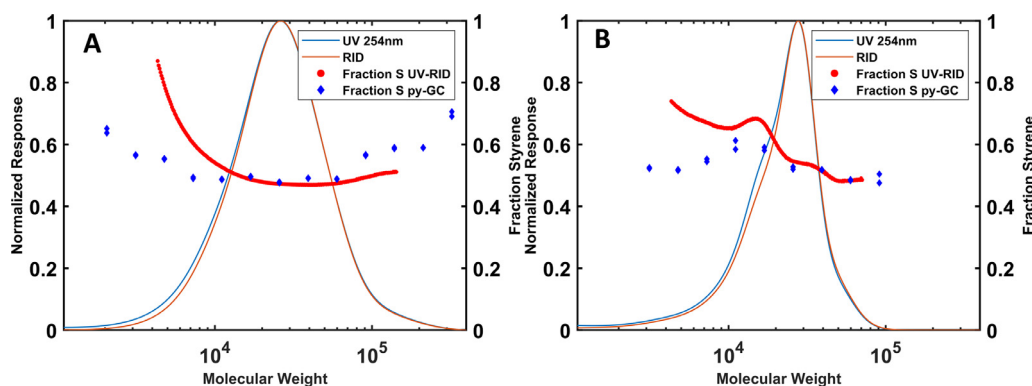 A
UV 254nm
RID
Fraction S UV-RID
Fraction S py-GC
1
0.8
0.6
0.4
0.2
0
Normalized Response
1
0.8
0.6
0.4
0.2
0
Fraction Styrene
10^4
10^5
Molecular Weight
B
UV 254nm
RID
Fraction S UV-RID
Fraction S py-GC
1
0.8
0.6
0.4
0.2
0
Normalized Response
1
0.8
0.6
0.4
0.2
0
Fraction Styrene
10^4
10^5
Molecular Weight